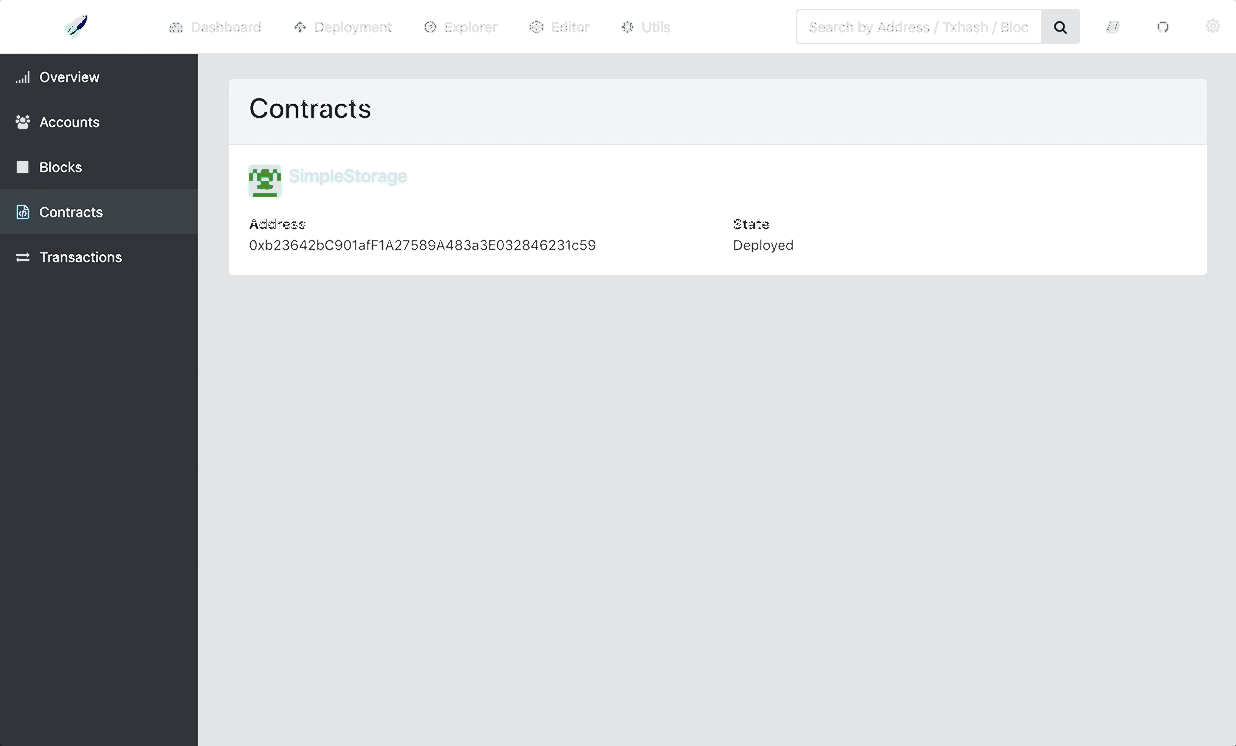 Dashboard Deployment Explorer Editor Utils Search by Address / Txhash / Bloc
Overview
Accounts
Blocks
Contracts
Transactions
Contracts
SimpleStorage
Address State
0xb23642bC901afF1A27589A483a3E032846231c59 Deployed